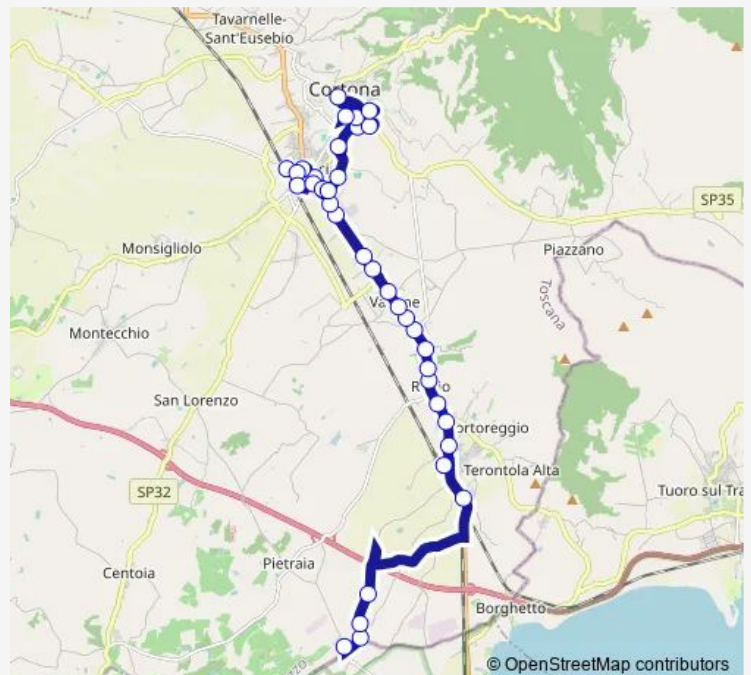 Tavarnelle-
Sant'Eusebio
Cortona
SP35
Monsigliolo
Piazzano
Toscana
Montecchio
San Lorenzo
ortoreggio
Terontola Alta
SP32
Tuoro sul Tra
Centoia
Pietraia
Borghetto
© OpenStreetMap contributors